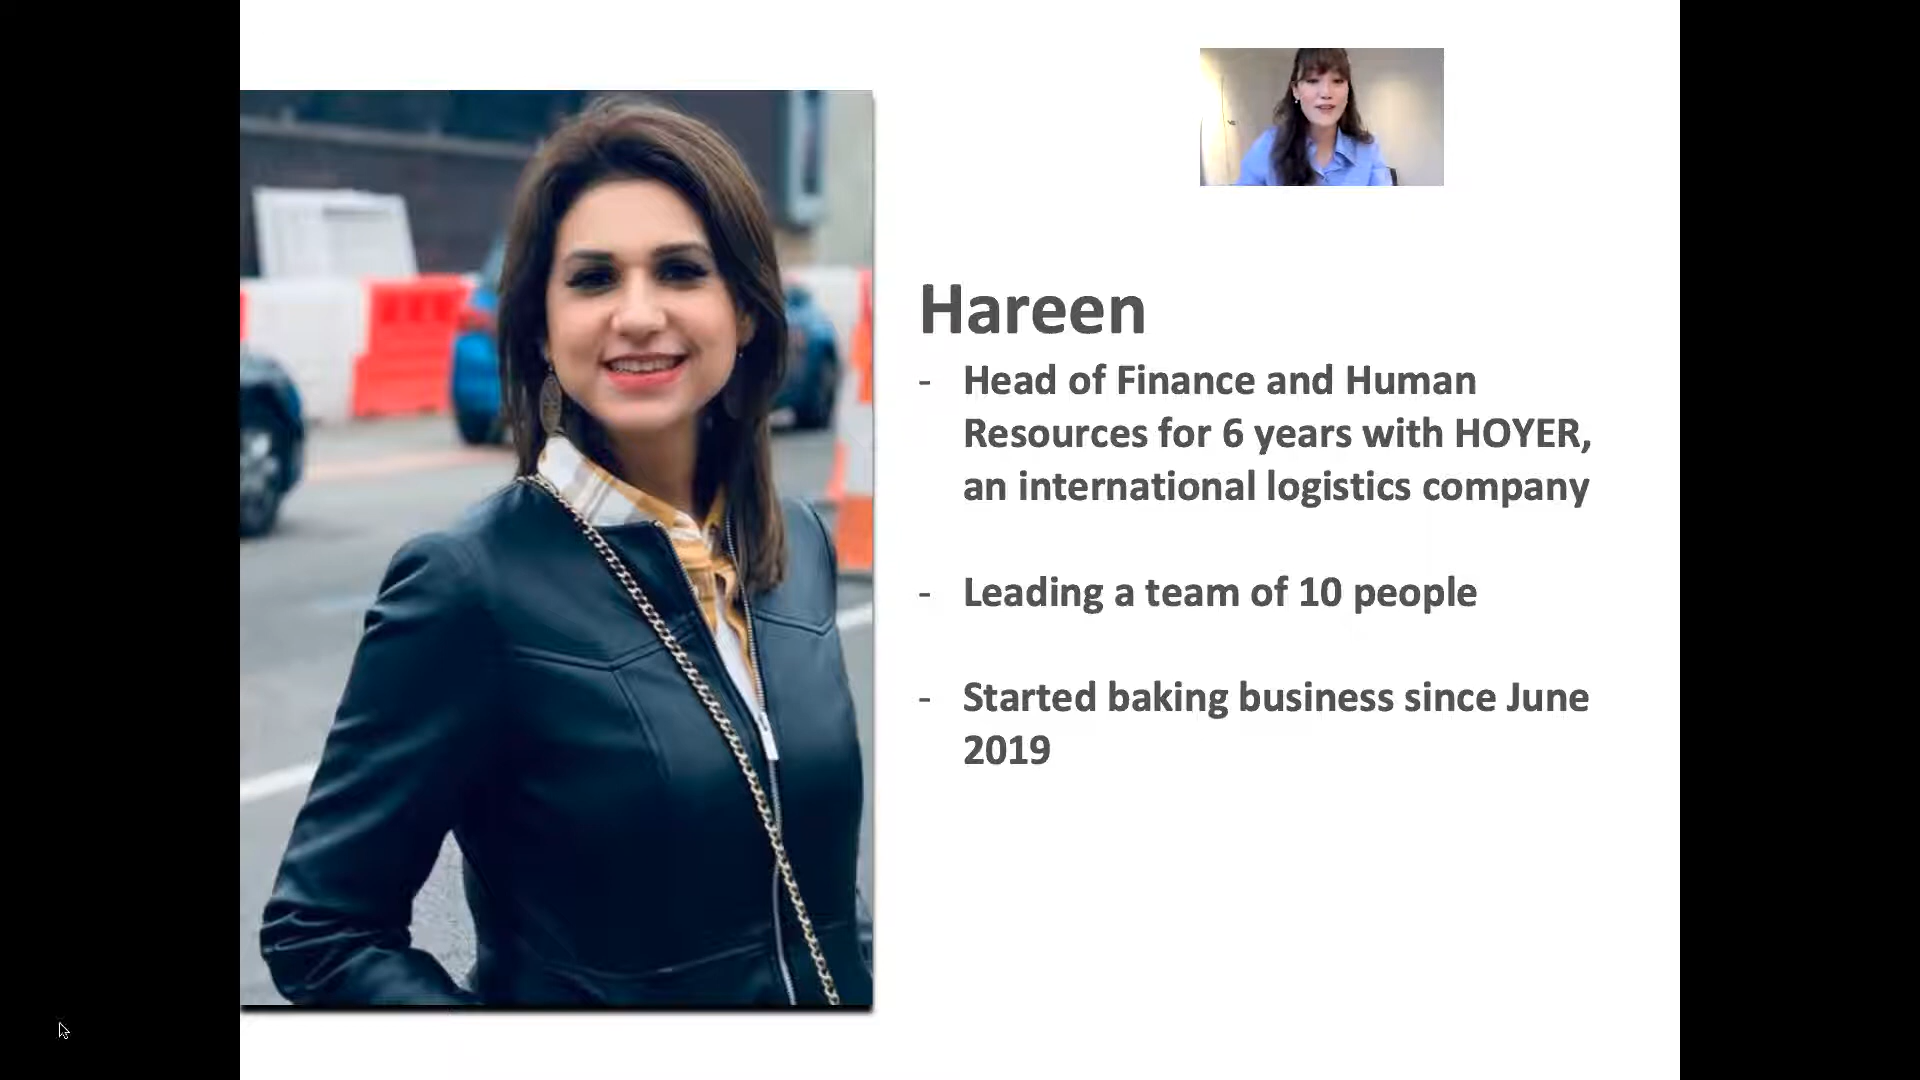 Hareen
- Head of Finance and Human
Resources for 6 years with HOYER,
an international logistics company
- Leading a team of 10 people
- Started baking business since June
2019